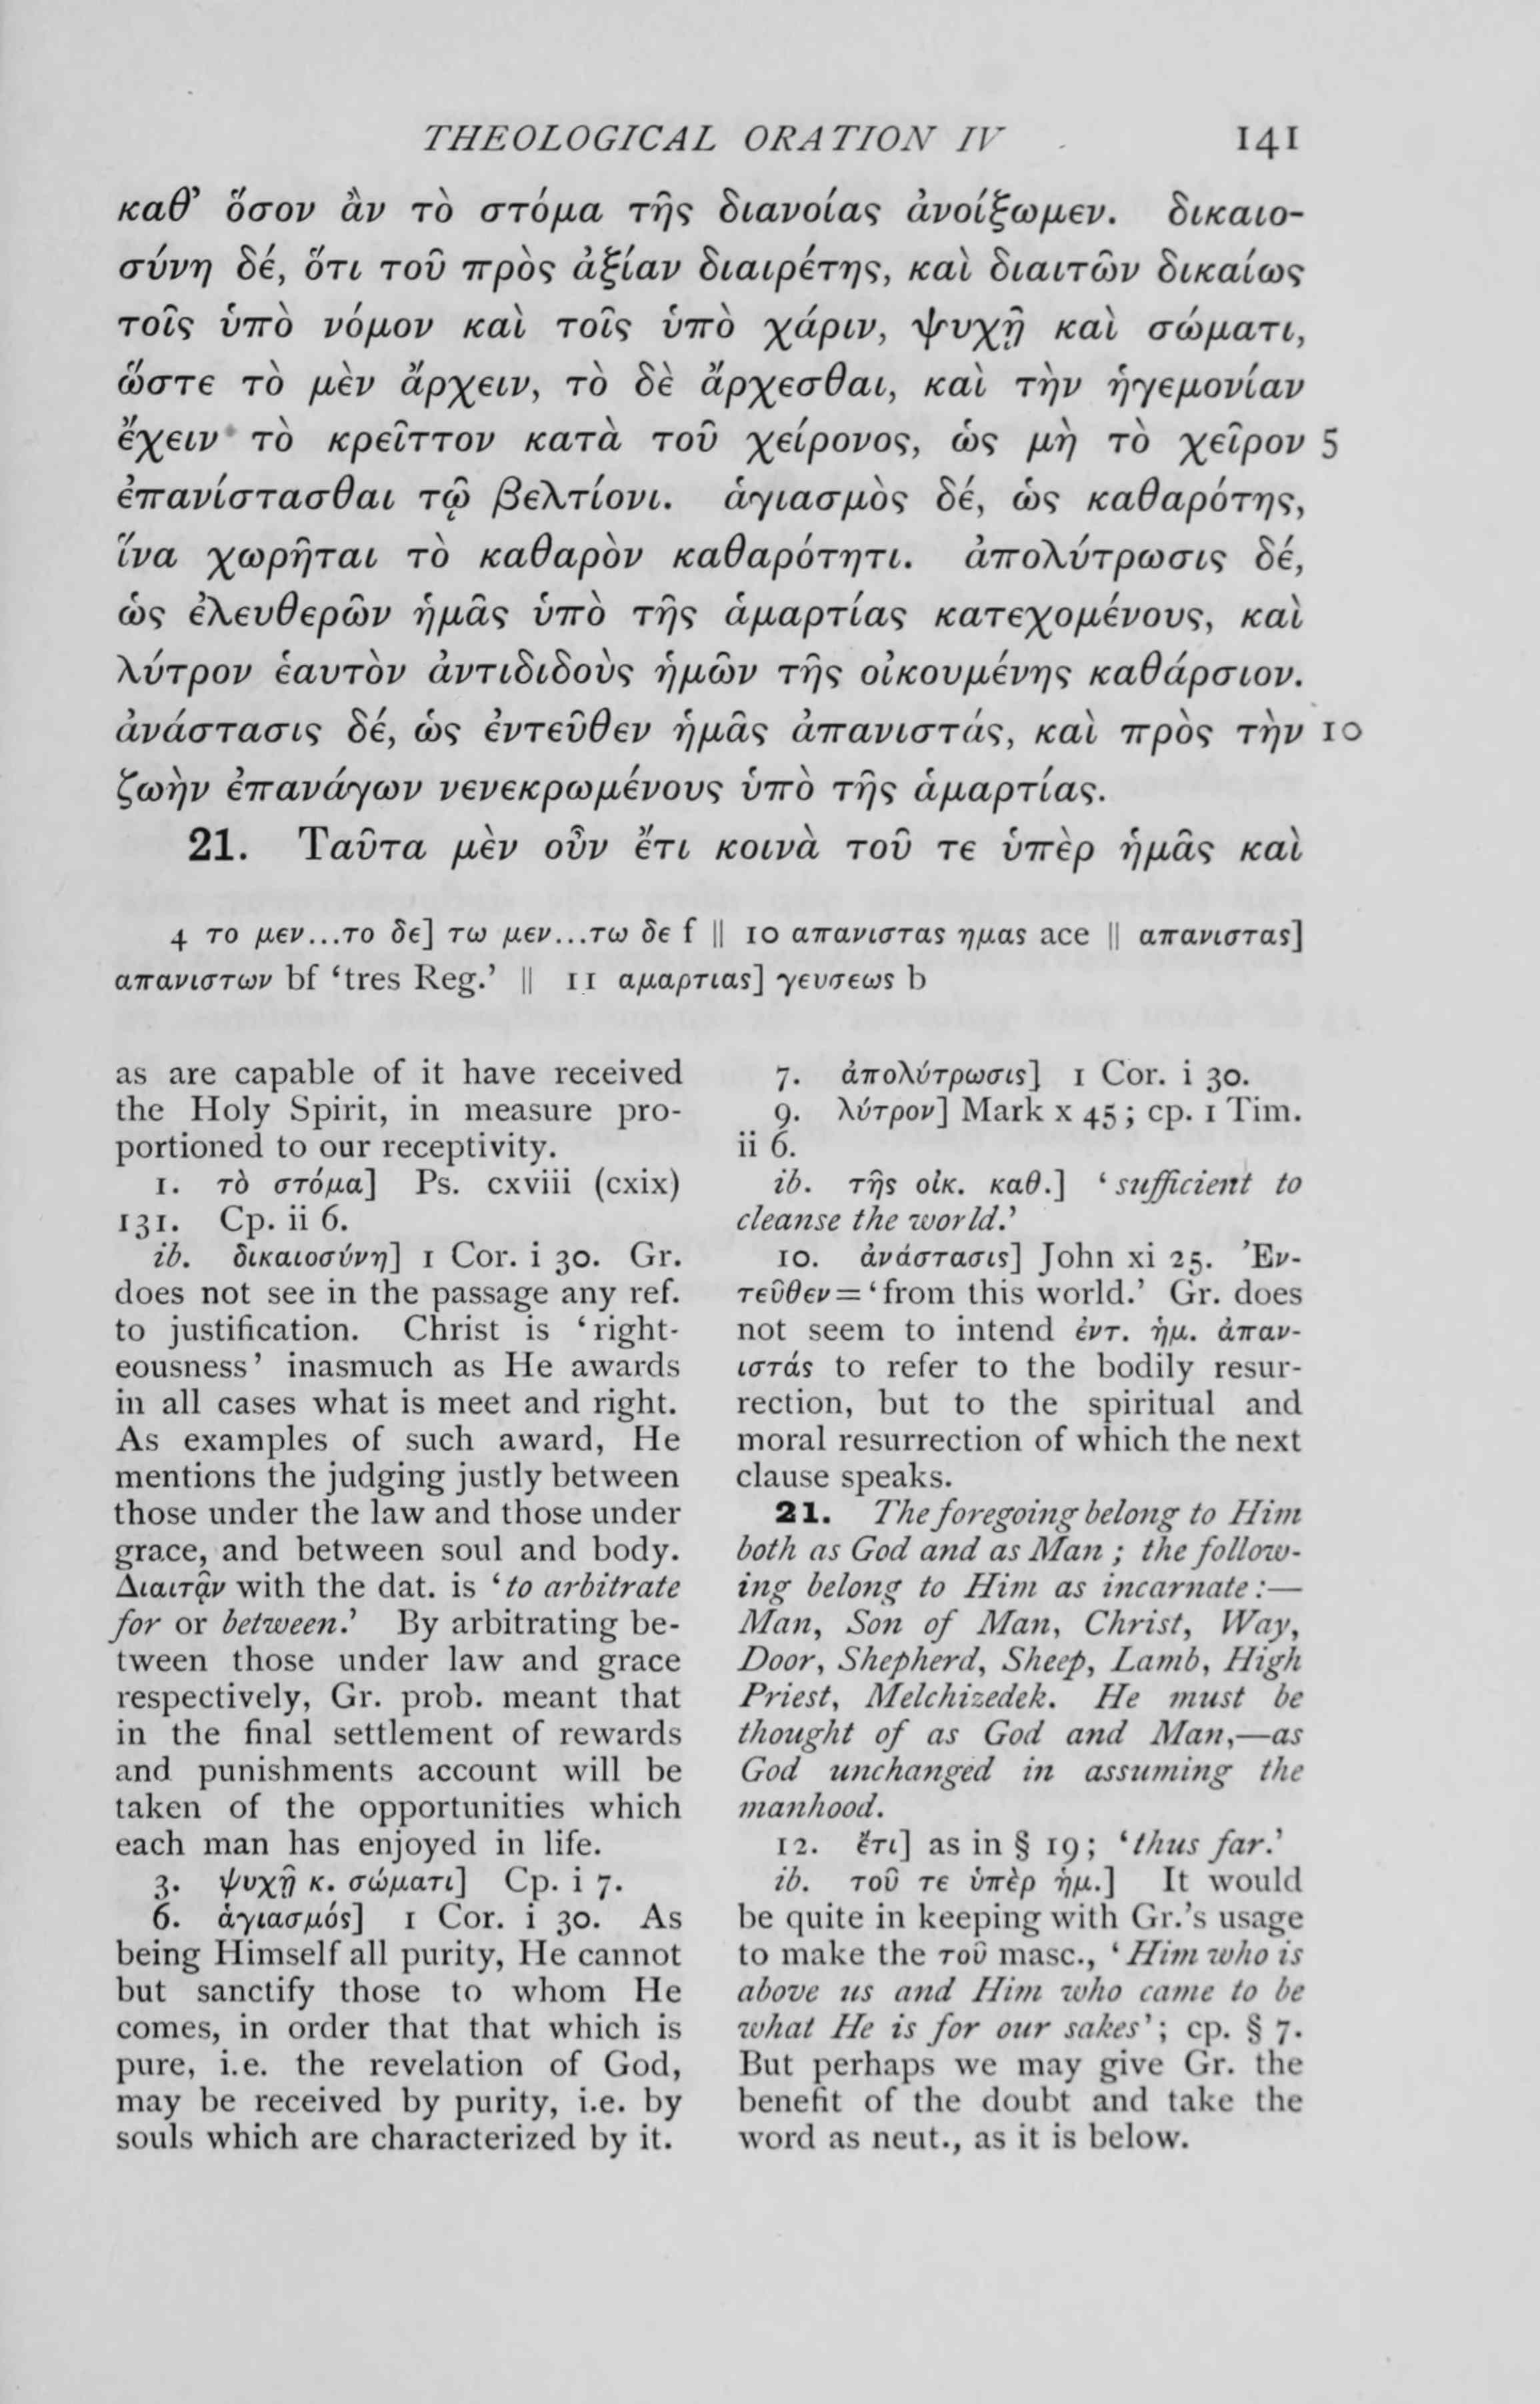 THEOLOGICAL ORATION IV 141
καθ’ ὅσον ἂν τὸ στόμα τῆς διανοίας ἀνοίξωμεν. δικαιο-
σύνη δέ, ὅτι τοῦ πρὸς ἀξίαν διαιρέτης, καὶ διαιτῶν δικαίως
τοῖς ὑπὸ νόμον καὶ τοῖς ὑπὸ χάριν, ψυχῇ καὶ σώματι,
ὥστε τὸ μὲν ἄρχειν, τὸ δὲ ἄρχεσθαι, καὶ τὴν ἡγεμονίαν
ἔχειν τὸ κρεῖττον κατὰ τοῦ χείρονος, ὡς μὴ τὸ χεῖρον 5
ἐπανίστασθαι τῷ βελτίονι. ἁγιασμὸς δέ, ὡς καθαρότης,
ἵνα χωρῆται τὸ καθαρὸν καθαρότητι. ἀπολύτρωσις δέ,
ὡς ἐλευθερῶν ἡμᾶς ὑπὸ τῆς ἁμαρτίας κατεχομένους, καὶ
λύτρον ἑαυτὸν ἀντιδιδοὺς ἡμῶν τῆς οἰκουμένης καθάρσιον.
ἀνάστασις δέ, ὡς ἐντεῦθεν ἡμᾶς ἀπανιστάς, καὶ πρὸς τὴν 10
ζωὴν ἐπανάγων νενεκρωμένους ὑπὸ τῆς ἁμαρτίας.
21. Ταῦτα μὲν οὖν ἔτι κοινὰ τοῦ τε ὑπὲρ ἡμᾶς καὶ
4 το μεν...το δε] τω μεν...τω δε f || 10 απανιστας ημας ace || απανιστας]
απανιστων bf ‘tres Reg.’ || 11 αμαρτιας] γευσεως b
as are capable of it have received
the Holy Spirit, in measure pro-
portioned to our receptivity.
1. τὸ στόμα] Ps. cxviii (cxix)
131. Cp. ii 6.
ib. δικαιοσύνη] 1 Cor. i 30. Gr.
does not see in the passage any ref.
to justification. Christ is ‘right-
eousness’ inasmuch as He awards
in all cases what is meet and right.
As examples of such award, He
mentions the judging justly between
those under the law and those under
grace, and between soul and body.
Διαιτᾷν with the dat. is ‘to arbitrate
for or between.’ By arbitrating be-
tween those under law and grace
respectively, Gr. prob. meant that
in the final settlement of rewards
and punishments account will be
taken of the opportunities which
each man has enjoyed in life.
3. ψυχῇ κ. σώματι] Cp. i 7.
6. ἁγιασμός] 1 Cor. i 30. As
being Himself all purity, He cannot
but sanctify those to whom He
comes, in order that that which is
pure, i.e. the revelation of God,
may be received by purity, i.e. by
souls which are characterized by it.
7. ἀπολύτρωσις] 1 Cor. i 30.
9. λύτρον] Mark x 45; cp. 1 Tim.
ii 6.
ib. τῆς οἰκ. καθ.] ‘sufficient to
cleanse the world.’
10. ἀνάστασις] John xi 25. Ἐν-
τεῦθεν=‘from this world.’ Gr. does
not seem to intend ἐντ. ἡμ. ἀπαν-
ιστάς to refer to the bodily resur-
rection, but to the spiritual and
moral resurrection of which the next
clause speaks.
21. The foregoing belong to Him
both as God and as Man; the follow-
ing belong to Him as incarnate:—
Man, Son of Man, Christ, Way,
Door, Shepherd, Sheep, Lamb, High
Priest, Melchizedek. He must be
thought of as God and Man,—as
God unchanged in assuming the
manhood.
12. ἔτι] as in § 19; ‘thus far.’
ib. τοῦ τε ὑπὲρ ἡμ.] It would
be quite in keeping with Gr.’s usage
to make the τοῦ masc., ‘Him who is
above us and Him who came to be
what He is for our sakes’; cp. § 7.
But perhaps we may give Gr. the
benefit of the doubt and take the
word as neut., as it is below.